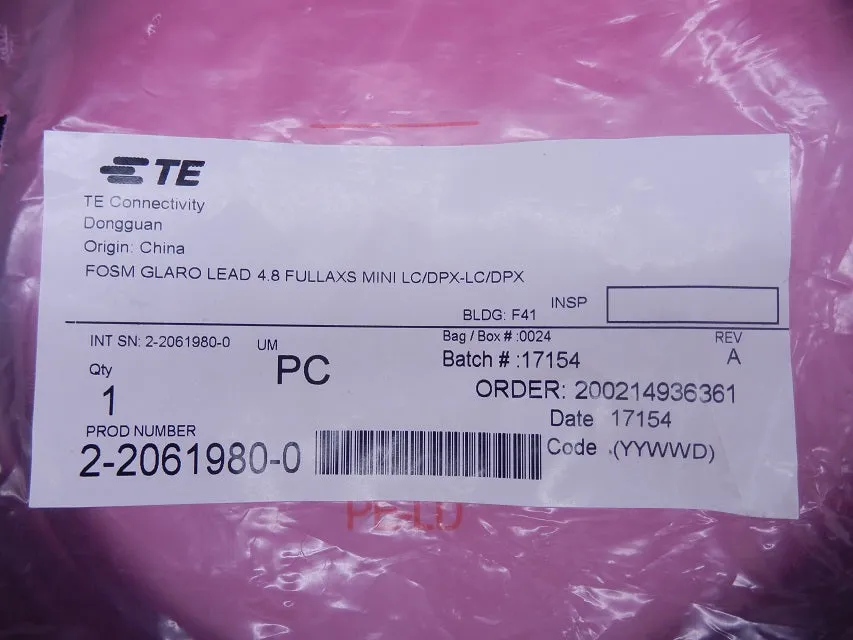 TE
TE Connectivity
Dongguan
Origin: China
FOSM GLARO LEAD 4.8 FULLAXS MINI LC/DPX-LC/DPX
BLDG: F41 INSP
INT SN: 2-2061980-0 UM PC Bag / Box # :0024 REV
Qty Batch # :17154 A
1 ORDER: 200214936361
Date 17154
PROD NUMBER
2-2061980-0 Code (YYWWD)
PE-LD